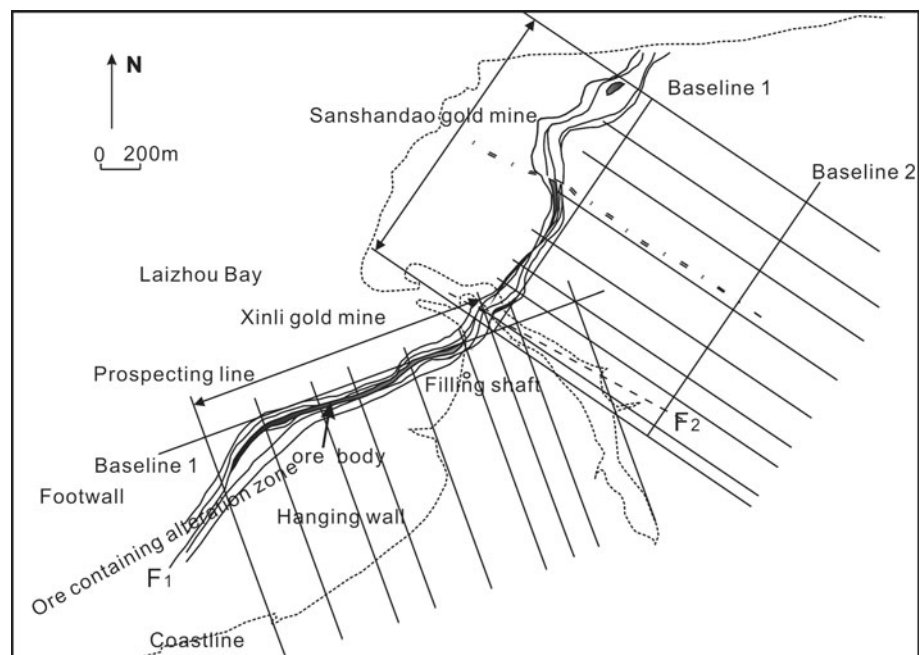 N
0 200m
Sanshandao gold mine
Baseline 1
Baseline 2
Laizhou Bay
Xinli gold mine
Prospecting line
Filling shaft
F2
Baseline 1
ore body
Footwall
Hanging wall
Ore containing alteration zone
F1
Coastline